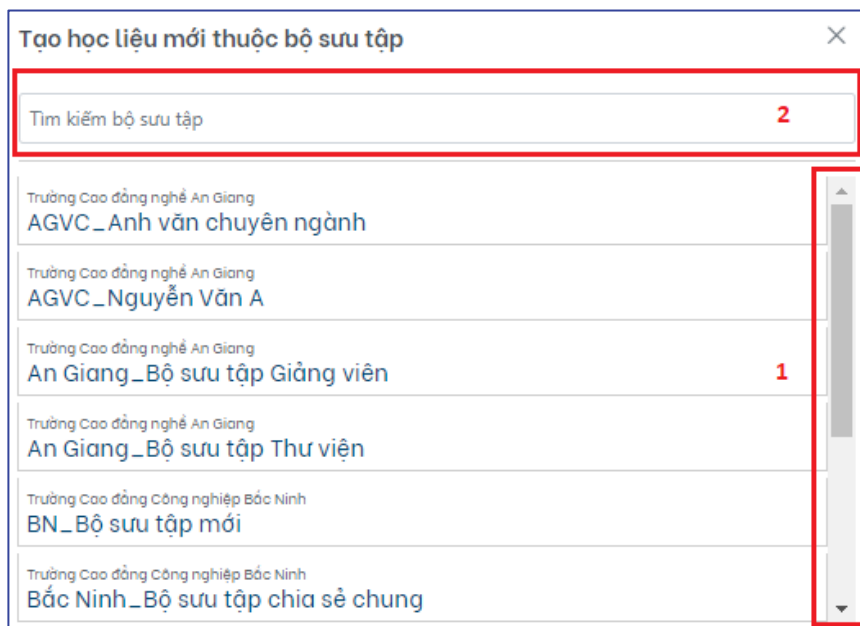 Tạo học liệu mới thuộc bộ sưu tập
Tìm kiếm bộ sưu tập
2
Trường Cao đẳng nghề An Giang
AGVC_Anh văn chuyên ngành
Trường Cao đẳng nghề An Giang
AGVC_Nguyễn Văn A
Trường Cao đẳng nghề An Giang
An Giang_Bộ sưu tập Giảng viên
1
Trường Cao đẳng nghề An Giang
An Giang_Bộ sưu tập Thư viện
Trường Cao đẳng Công nghiệp Bắc Ninh
BN_Bộ sưu tập mới
Trường Cao đẳng Công nghiệp Bắc Ninh
Bắc Ninh_Bộ sưu tập chia sẻ chung